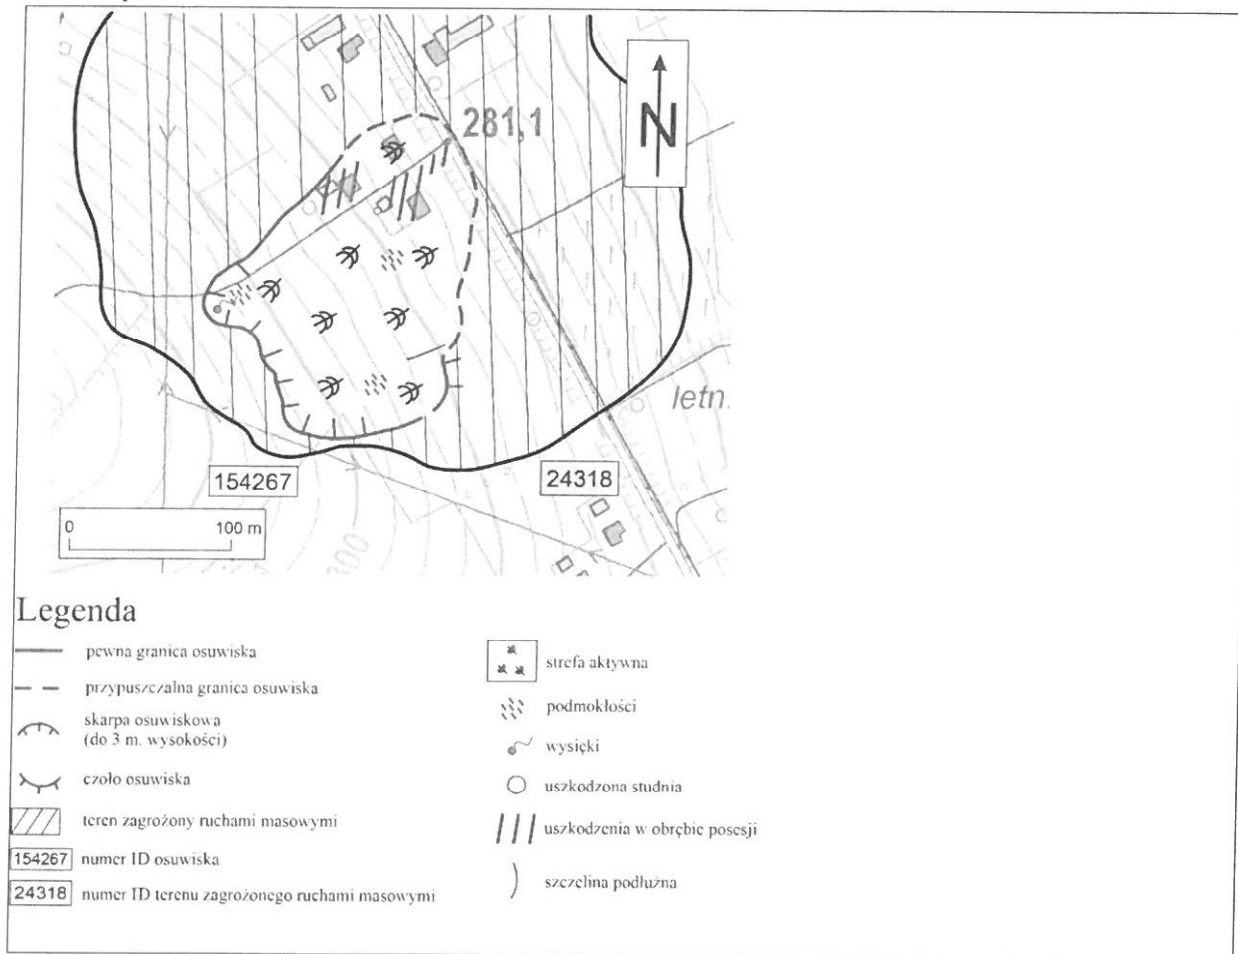 N
281,1
letn.
154267
24318
0 100 m
300
Legenda
pewna granica osuwiska
przypuszczalna granica osuwiska
skarpa osuwiskowa
(do 3 m. wysokości)
czoło osuwiska
teren zagrożony ruchami masowymi
154267 numer ID osuwiska
24318 numer ID terenu zagrożonego ruchami masowymi
strefa aktywna
podmokłości
wysięki
uszkodzona studnia
uszkodzenia w obrębie posesji
szczelina podłużna